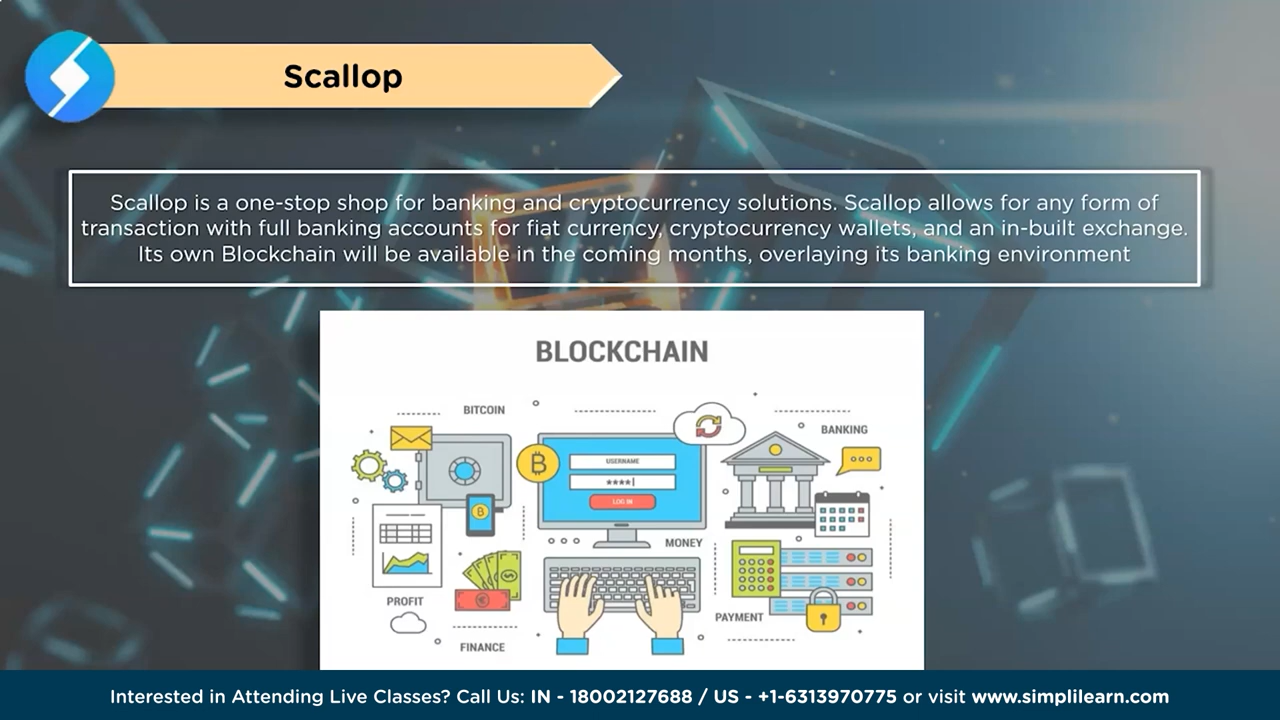 Scallop
Scallop is a one-stop shop for banking and cryptocurrency solutions. Scallop allows for any form of
transaction with full banking accounts for fiat currency, cryptocurrency wallets, and an in-built exchange.
Its own Blockchain will be available in the coming months, overlaying its banking environment
BLOCKCHAIN
BITCOIN
BANKING
USERNAME
****|
LOG IN
MONEY
PROFIT
PAYMENT
FINANCE
Interested in Attending Live Classes? Call Us: IN - 18002127688 / US - +1-6313970775 or visit www.simplilearn.com